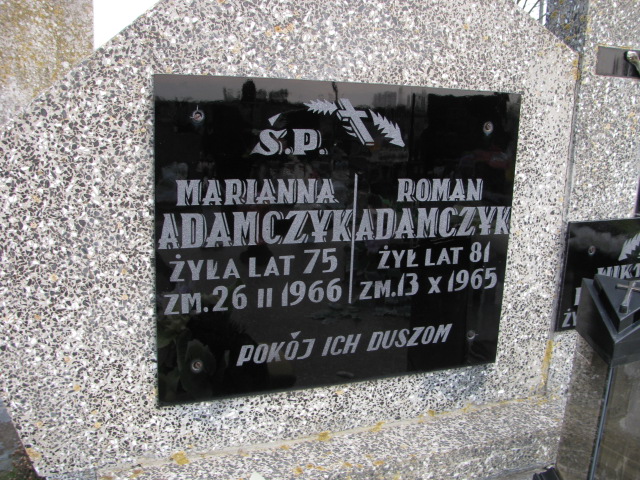 Ś.P.
MARIANNA
ADAMCZYK
ŻYŁA LAT 75
ZM. 26 II 1966
ROMAN
ADAMCZYK
ŻYŁ LAT 81
ZM. 13 X 1965
POKÓJ ICH DUSZOM